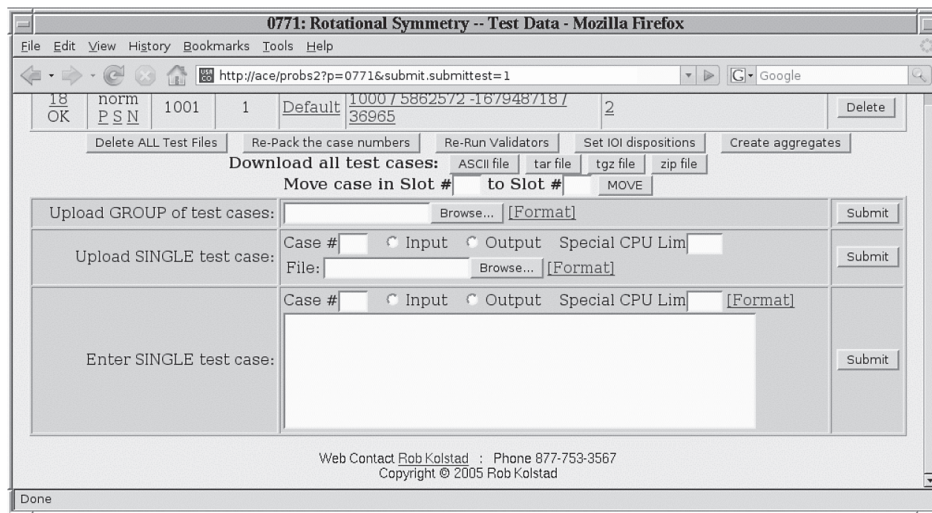 0771: Rotational Symmetry -- Test Data - Mozilla Firefox
File Edit View History Bookmarks Tools Help
http://ace/probs2?p=0771&submit.submittest=1 G Google
18 norm 1001 1 Default 1000 / 5862572 -167948718 / 2 Delete
OK P S N 36965
Delete ALL Test Files Re-Pack the case numbers Re-Run Validators Set IOI dispositions Create aggregates
Download all test cases: ASCII file tar file tgz file zip file
Move case in Slot # to Slot # MOVE
Upload GROUP of test cases: Browse... [Format] Submit
Upload SINGLE test case: Case # Input Output Special CPU Lim Submit
File: Browse... [Format]
Enter SINGLE test case: Case # Input Output Special CPU Lim [Format] Submit
Web Contact Rob Kolstad : Phone 877-753-3567
Copyright © 2005 Rob Kolstad
Done